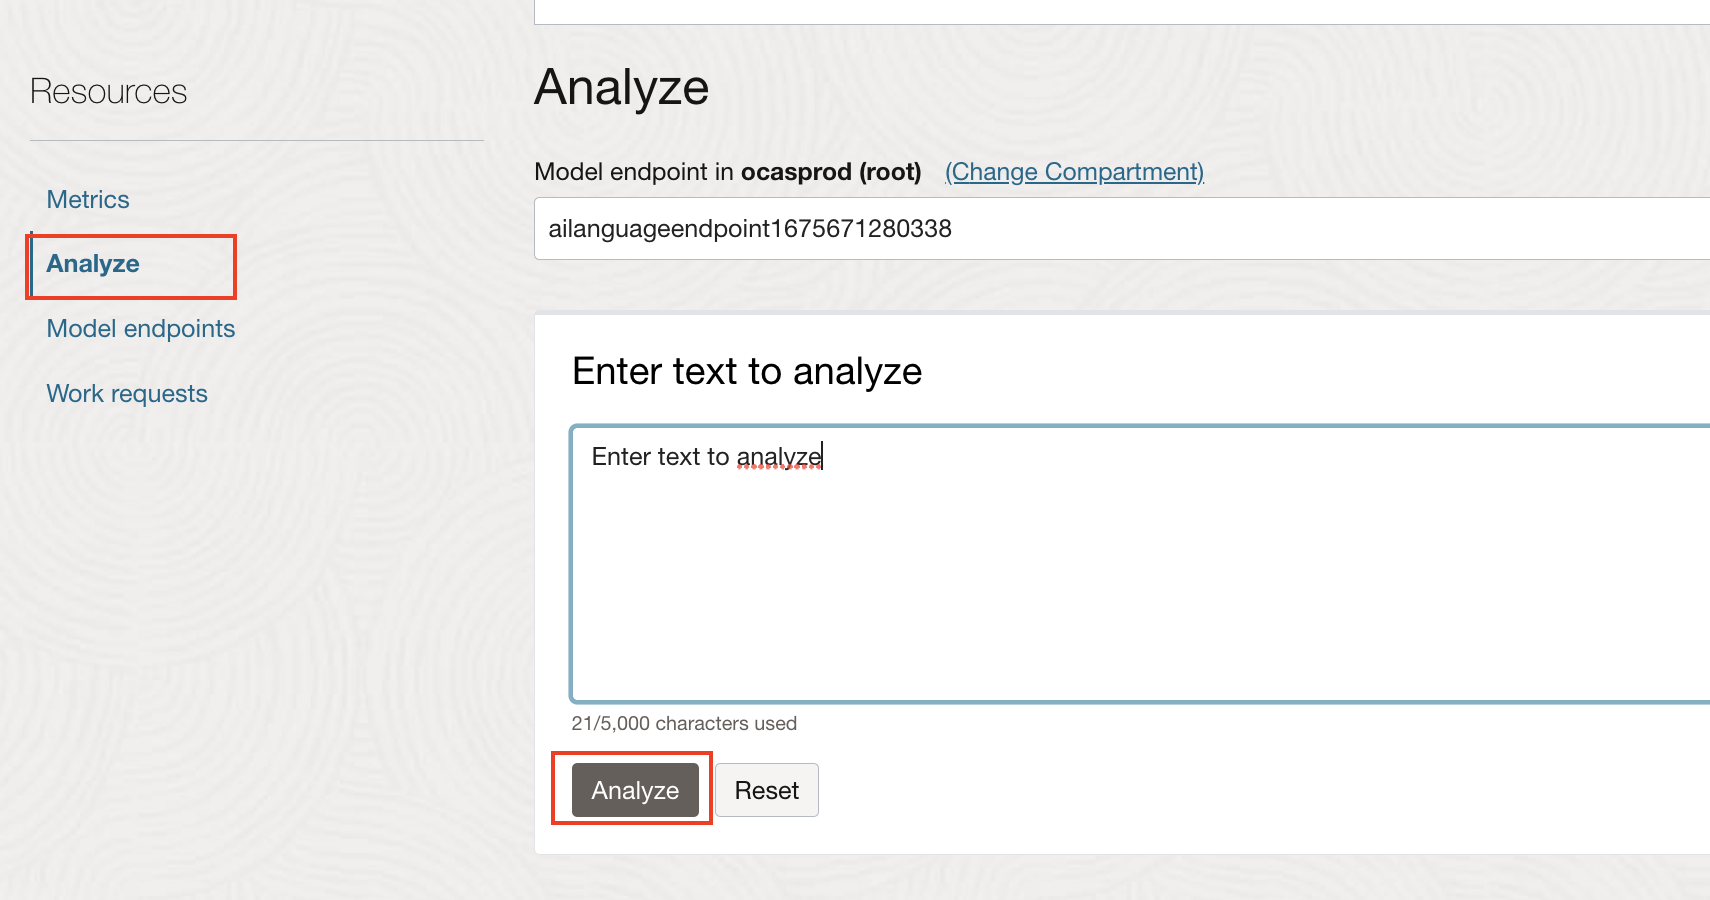 Resources
Metrics
Analyze
Model endpoints
Work requests
Analyze
Model endpoint in ocasprod (root) (Change Compartment)
ailanguageendpoint1675671280338
Enter text to analyze
Enter text to analyze
21/5,000 characters used
Analyze Reset